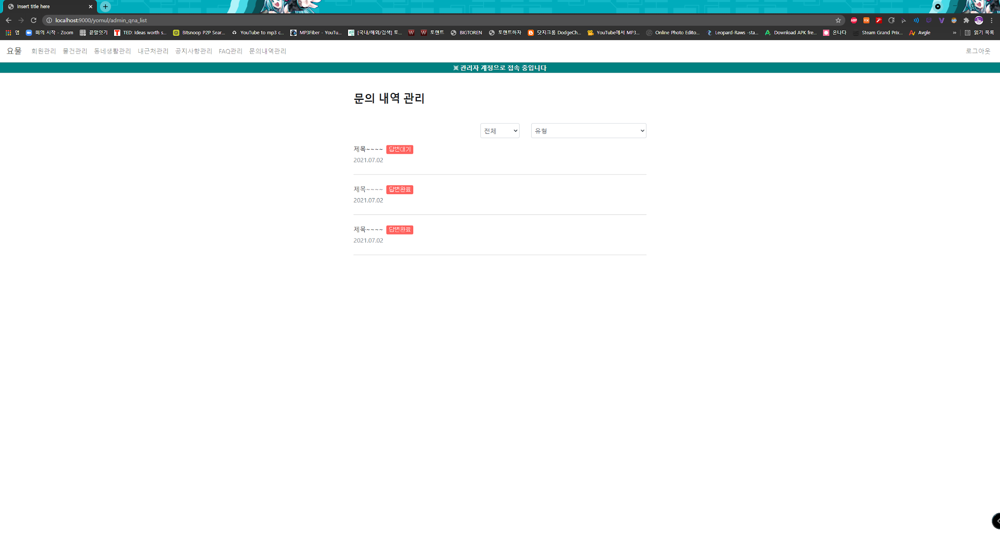 Insert title here
localhost:9000/yomul/admin_qna_list
앱 회의 시작 - Zoom 끝말잇기 TED: Ideas worth s... Bitsnoop P2P Sear... YouTube to mp3 c... MP3Fiber - YouTu... [국내/해외/검색] 토... 토렌트 BIGTOREN 토렌트하자 닷지크롬 DodgeCh... YouTube에서 MP3... Online Photo Edito... Leopard-Raws -sta... Download APK fre... 온나다 Steam Grand Prix... Avgle » 읽기 목록
요물 회원관리 물건관리 동네생활관리 내근처관리 공지사항관리 FAQ관리 문의내역관리 로그아웃
※ 관리자 계정으로 접속 중입니다
문의 내역 관리
전체 유형
제목~~~~ 답변대기
2021.07.02
제목~~~~ 답변완료
2021.07.02
제목~~~~ 답변완료
2021.07.02